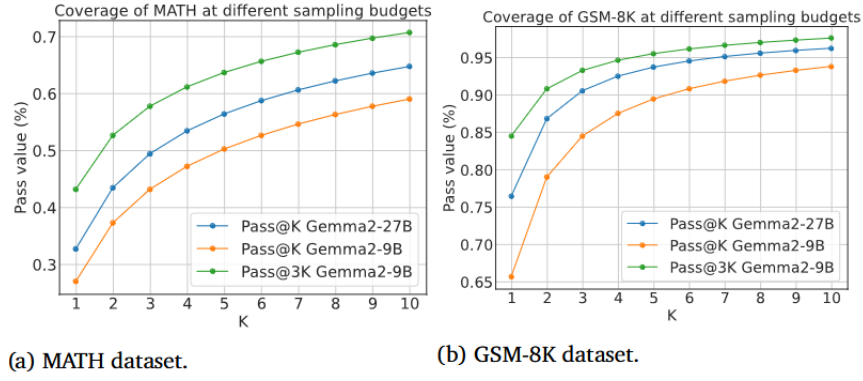 Coverage of MATH at different sampling budgets
0.7
0.6
0.5
0.4
0.3
Pass value (%)
Pass@K Gemma2-27B
Pass@K Gemma2-9B
Pass@3K Gemma2-9B
1 2 3 4 5 6 7 8 9 10
K
(a) MATH dataset.
Coverage of GSM-8K at different sampling budgets
0.95
0.90
0.85
0.80
0.75
0.70
0.65
Pass value (%)
Pass@K Gemma2-27B
Pass@K Gemma2-9B
Pass@3K Gemma2-9B
1 2 3 4 5 6 7 8 9 10
K
(b) GSM-8K dataset.